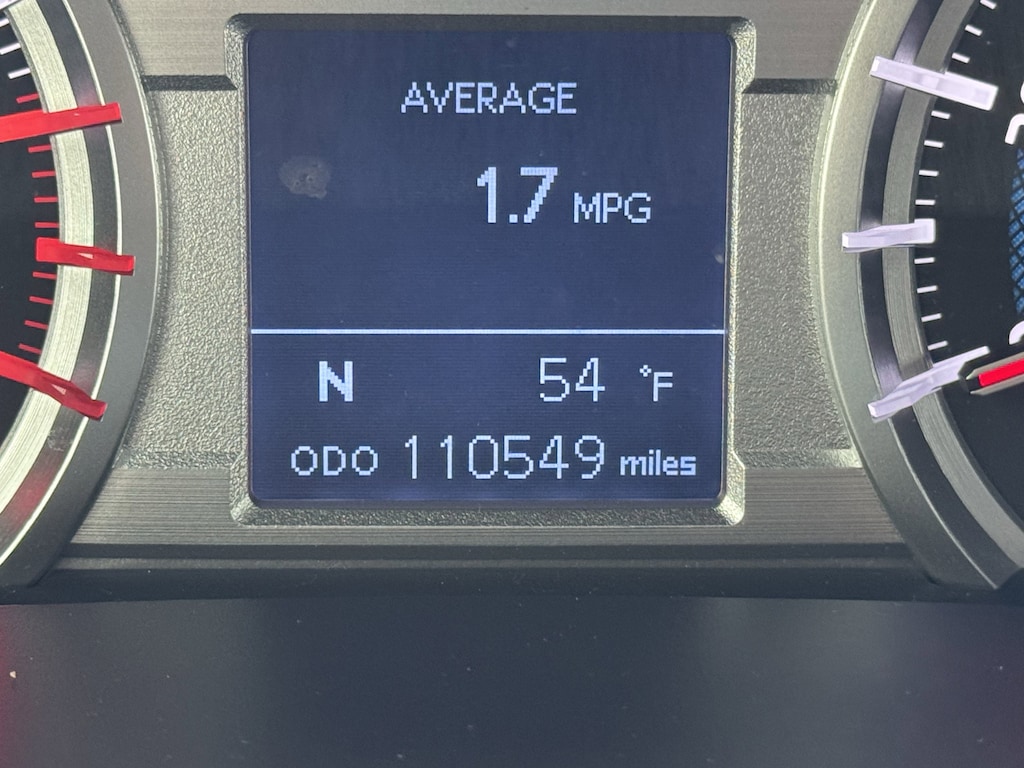 AVERAGE
1.7 MPG
N 54 °F
ODO 110549 miles